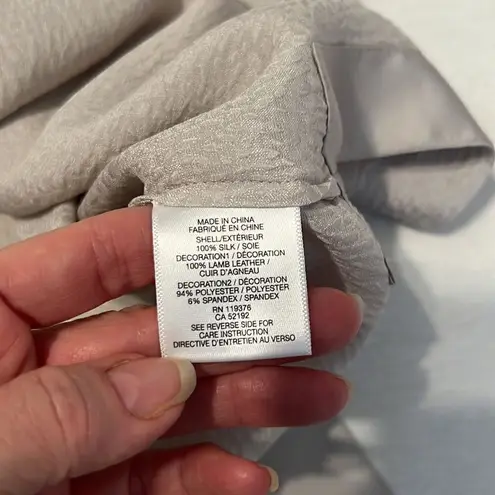 MADE IN CHINA
FABRIQUÉ EN CHINE
SHELL/EXTÉRIEUR
100% SILK / SOIE
DECORATION1 / DÉCORATION
100% LAMB LEATHER /
CUIR D'AGNEAU
DECORATION2 / DÉCORATION
94% POLYESTER / POLYESTER
6% SPANDEX / SPANDEX
RN 119376
CA 52192
SEE REVERSE SIDE FOR
CARE INSTRUCTION
DIRECTIVE D'ENTRETIEN AU VERSO